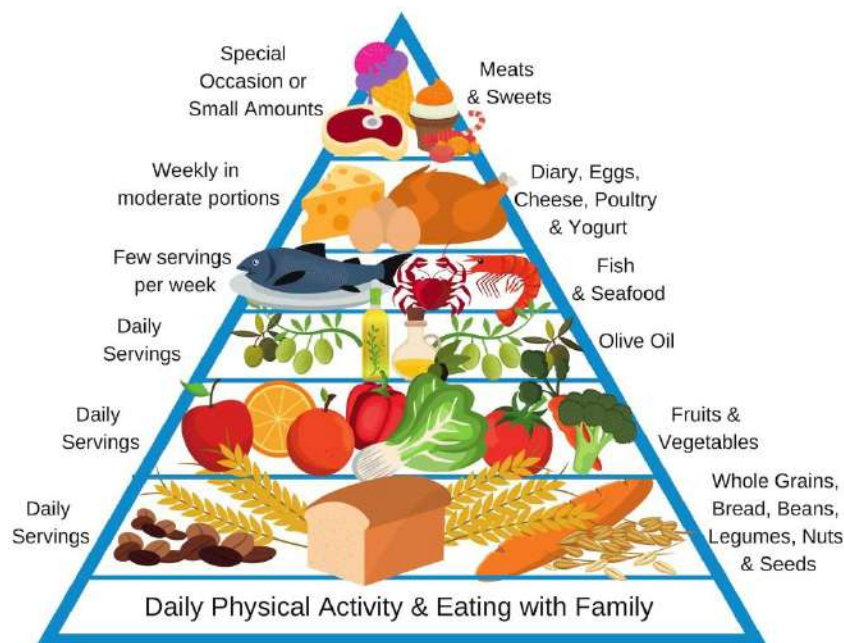 Special
Occasion or
Small Amounts
Meats
& Sweets
Weekly in
moderate portions
Diary, Eggs,
Cheese, Poultry
& Yogurt
Few servings
per week
Fish
& Seafood
Daily
Servings
Olive Oil
Daily
Servings
Fruits &
Vegetables
Daily
Servings
Whole Grains,
Bread, Beans,
Legumes, Nuts
& Seeds
Daily Physical Activity & Eating with Family